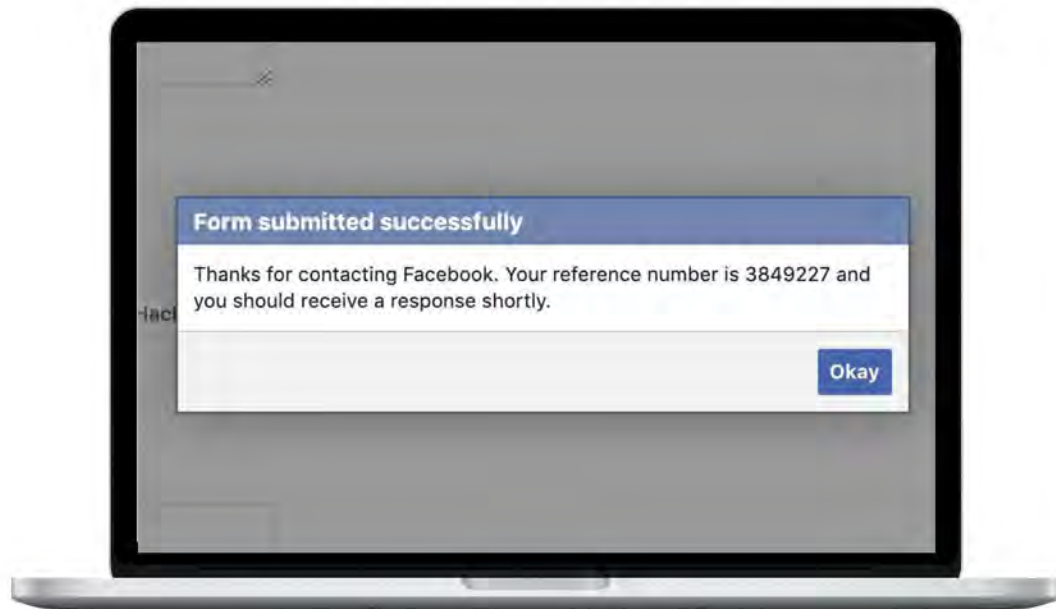 Form submitted successfully
Thanks for contacting Facebook. Your reference number is 3849227 and
you should receive a response shortly.
Okay